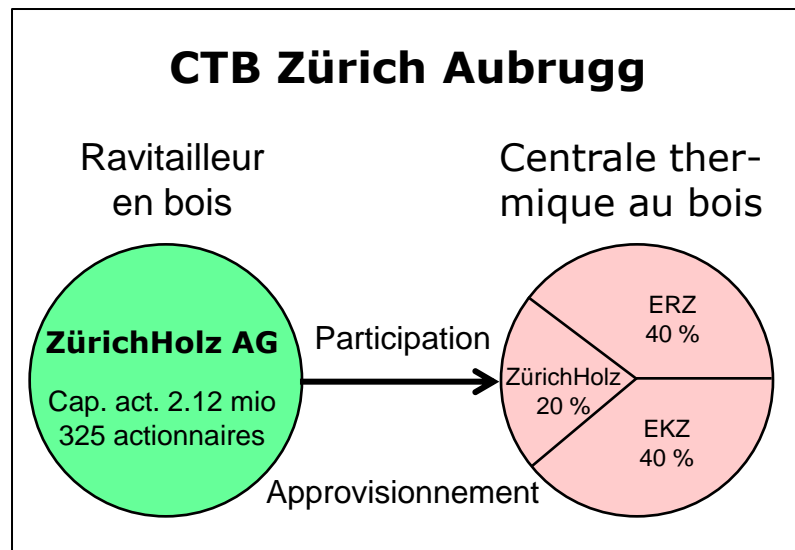 CTB Zürich Aubrugg
Ravitailleur
en bois
Centrale ther-
mique au bois
ZürichHolz AG
Cap. act. 2.12 mio
325 actionnaires
Participation
Approvisionnement
ERZ
40 %
ZürichHolz
20 %
EKZ
40 %